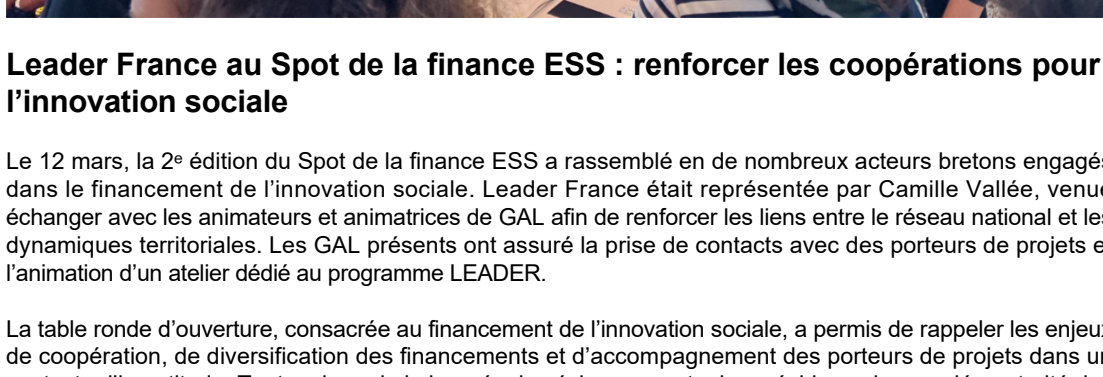 Leader France au Spot de la finance ESS : renforcer les coopérations pour
l’innovation sociale
Le 12 mars, la 2e édition du Spot de la finance ESS a rassemblé en de nombreux acteurs bretons engagés
dans le financement de l’innovation sociale. Leader France était représentée par Camille Vallée, venue
échanger avec les animateurs et animatrices de GAL afin de renforcer les liens entre le réseau national et les
dynamiques territoriales. Les GAL présents ont assuré la prise de contacts avec des porteurs de projets e
l’animation d’un atelier dédié au programme LEADER.
La table ronde d’ouverture, consacrée au financement de l’innovation sociale, a permis de rappeler les enjeux
de coopération, de diversification des financements et d’accompagnement des porteurs de projets dans un